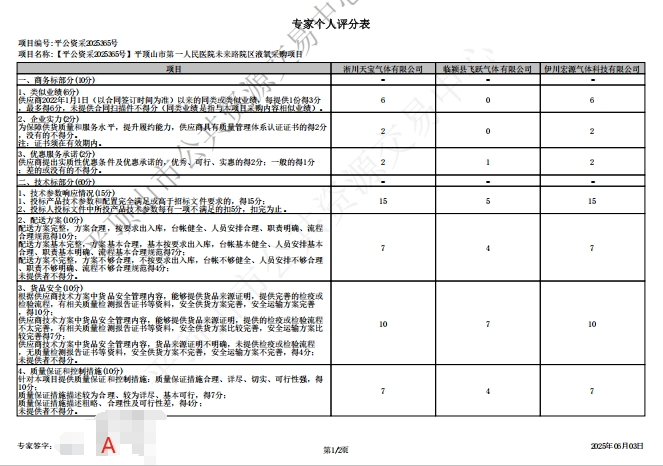 专家个人评分表
项目编号:平公资采2025365号
项目名称:【平公资采2025365号】平顶山市第一人民医院未来路院区液氧采购项目
项目 淅川天宝气体有限公司 临颍县飞跃气体有限公司 伊川宏源气体科技有限公司
一、商务标部分(10分) - - -
1、类似业绩(6分)
供应商2022年1月1日(以合同签订时间为准)以来的同类或类似业绩,每提供1份得3分
,最多得6分,未提供合同扫描件不得分(同类业绩是指与本项目采购内容相似业绩)。 6 0 6
2、企业实力(2分)
为保障供货质量和服务水平,提升履约能力,供应商具有质量管理体系认证证书的得2分
,没有的不得分。
注:证书须在有效期内。 2 0 2
3、优惠服务承诺(2分)
供应商提出实质性优惠条件及优惠承诺的,优秀、可行、实惠的得2分;一般的得1分
;差的或没有的不得分。 2 1 2
二、技术标部分(60分) - - -
1、技术参数响应情况(15分)
1、投标产品技术参数和配置完全满足或高于招标文件要求的,得15分;
2、投标人投标文件中所投产品技术参数每有一项不满足的扣5分,扣完为止。 15 5 15
2、配送方案(10分)
配送方案完整,方案合理,按要求出入库,台帐健全、人员安排合理、职责明确、流程
合理规范得10分;
配送方案基本完整,方案基本合理,基本按要求出入库,台帐基本健全、人员安排基本
合理、职责基本明确、流程基本合理规范得7分;
配送方案不完整,方案不够合理,不按要求出入库,台帐不够健全、人员安排不够合理
、职责不够明确、流程不够合理规范得4分;
未提供者不得分。 7 4 7
3、货品安全(10分)
根据供应商技术方案中货品安全管理内容,能够提供货品来源证明,提供完善的检疫或
检验流程,有相关质量检测报告证书等资料,安全供货方案完善,安全运输方案完善
,得10分;
供应商技术方案中货品安全管理内容,能够提供货品来源证明,提供的检疫或检验流程
不太完善,有相关质量检测报告证书等资料,安全供货方案比较完善,安全运输方案比
较完善得7分;
供应商技术方案中货品安全管理内容,货品来源证明不明确,未提供检疫或检验流程
,无质量检测报告证书等资料,安全供货方案不完善,安全运输方案不完善,得4分;
未提供者不得分。 10 7 10
4、质量保证和控制措施(10分)
针对本项目提供质量保证和控制措施:质量保证措施合理、详尽、切实、可行性强,得
10分;
质量保证措施描述较为合理、较为详尽、基本可行,得7分;
质量保证措施描述粗略、合理性及可行性差,得4分;
未提供者不得分。 7 4 7
专家签字: A
第1/2页
2025年06月03日
平顶山市公共资源交易中心